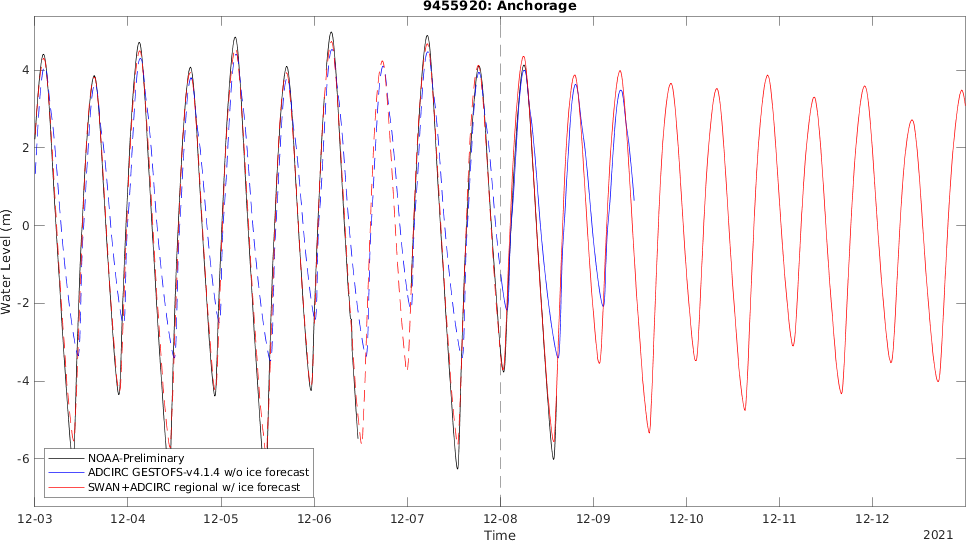 9455920: Anchorage
Water Level (m)
4
2
0
-2
-4
-6
NOAA-Preliminary
ADCIRC GESTOFS-v4.1.4 w/o ice forecast
SWAN+ADCIRC regional w/ ice forecast
12-03 12-04 12-05 12-06 12-07 12-08 12-09 12-10 12-11 12-12
Time
2021